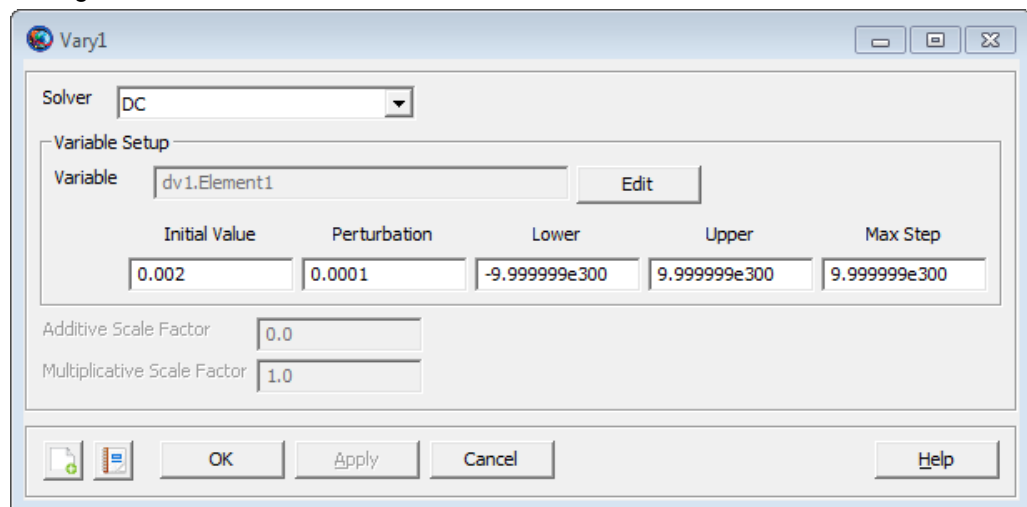 Vary1
Solver DC
Variable Setup
Variable dv1.Element1 Edit
Initial Value Perturbation Lower Upper Max Step
0.002 0.0001 -9.999999e300 9.999999e300 9.999999e300
Additive Scale Factor 0.0
Multiplicative Scale Factor 1.0
OK Apply Cancel Help